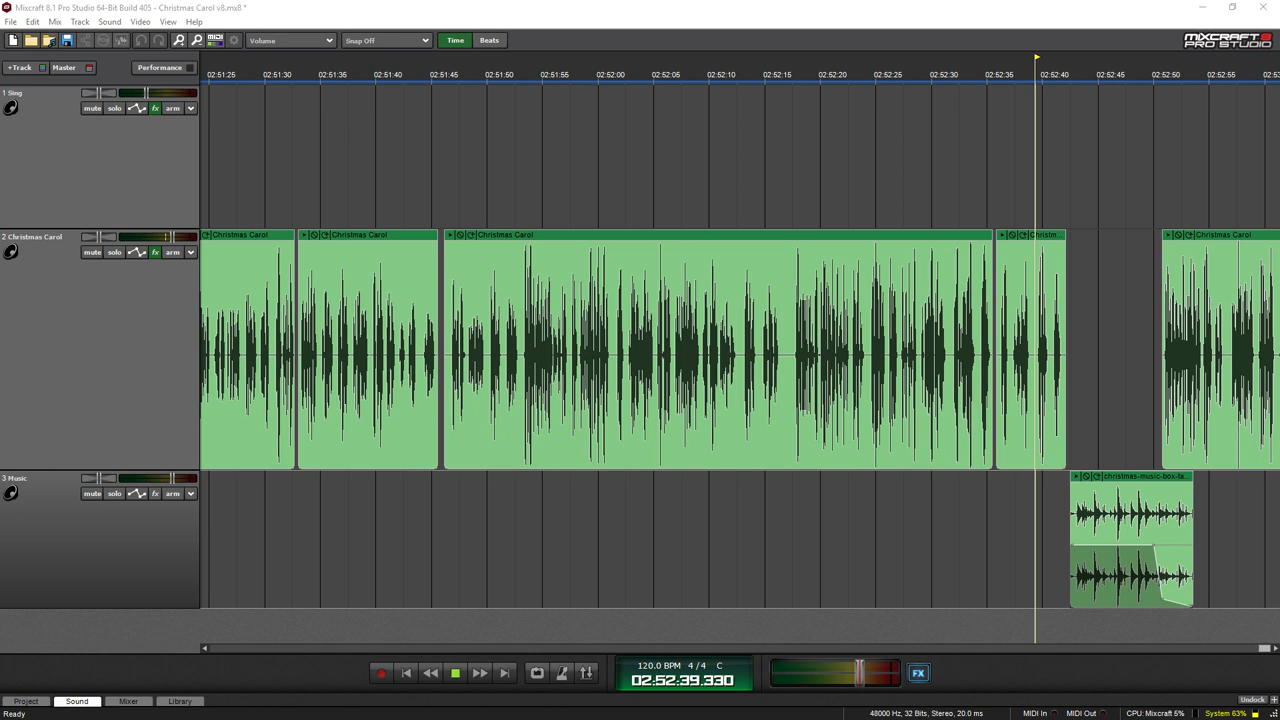 Mixcraft 8.1 Pro Studio 64-Bit Build 405 - Christmas Carol v8.mx8 *
File Edit Mix Track Sound Video View Help
Volume Snap Off Time Beats
MIXCRAFT 8 PRO STUDIO
+Track Master Performance
02:51:25 02:51:30 02:51:35 02:51:40 02:51:45 02:51:50 02:51:55 02:52:00 02:52:05 02:52:10 02:52:15 02:52:20 02:52:25 02:52:30 02:52:35 02:52:40 02:52:45 02:52:50 02:52:55 02:53
1 Sing
mute solo fx arm
2 Christmas Carol
Christmas Carol Christmas Carol Christmas Carol Christm... Christmas Carol
mute solo fx arm
3 Music
christmas-music-box-ta...
mute solo fx arm
120.0 BPM 4 / 4 C
02:52:39.330
FX
Project Sound Mixer Library
Undock
Ready
48000 Hz, 32 Bits, Stereo, 20.0 ms MIDI In MIDI Out CPU: Mixcraft 5% System 63%